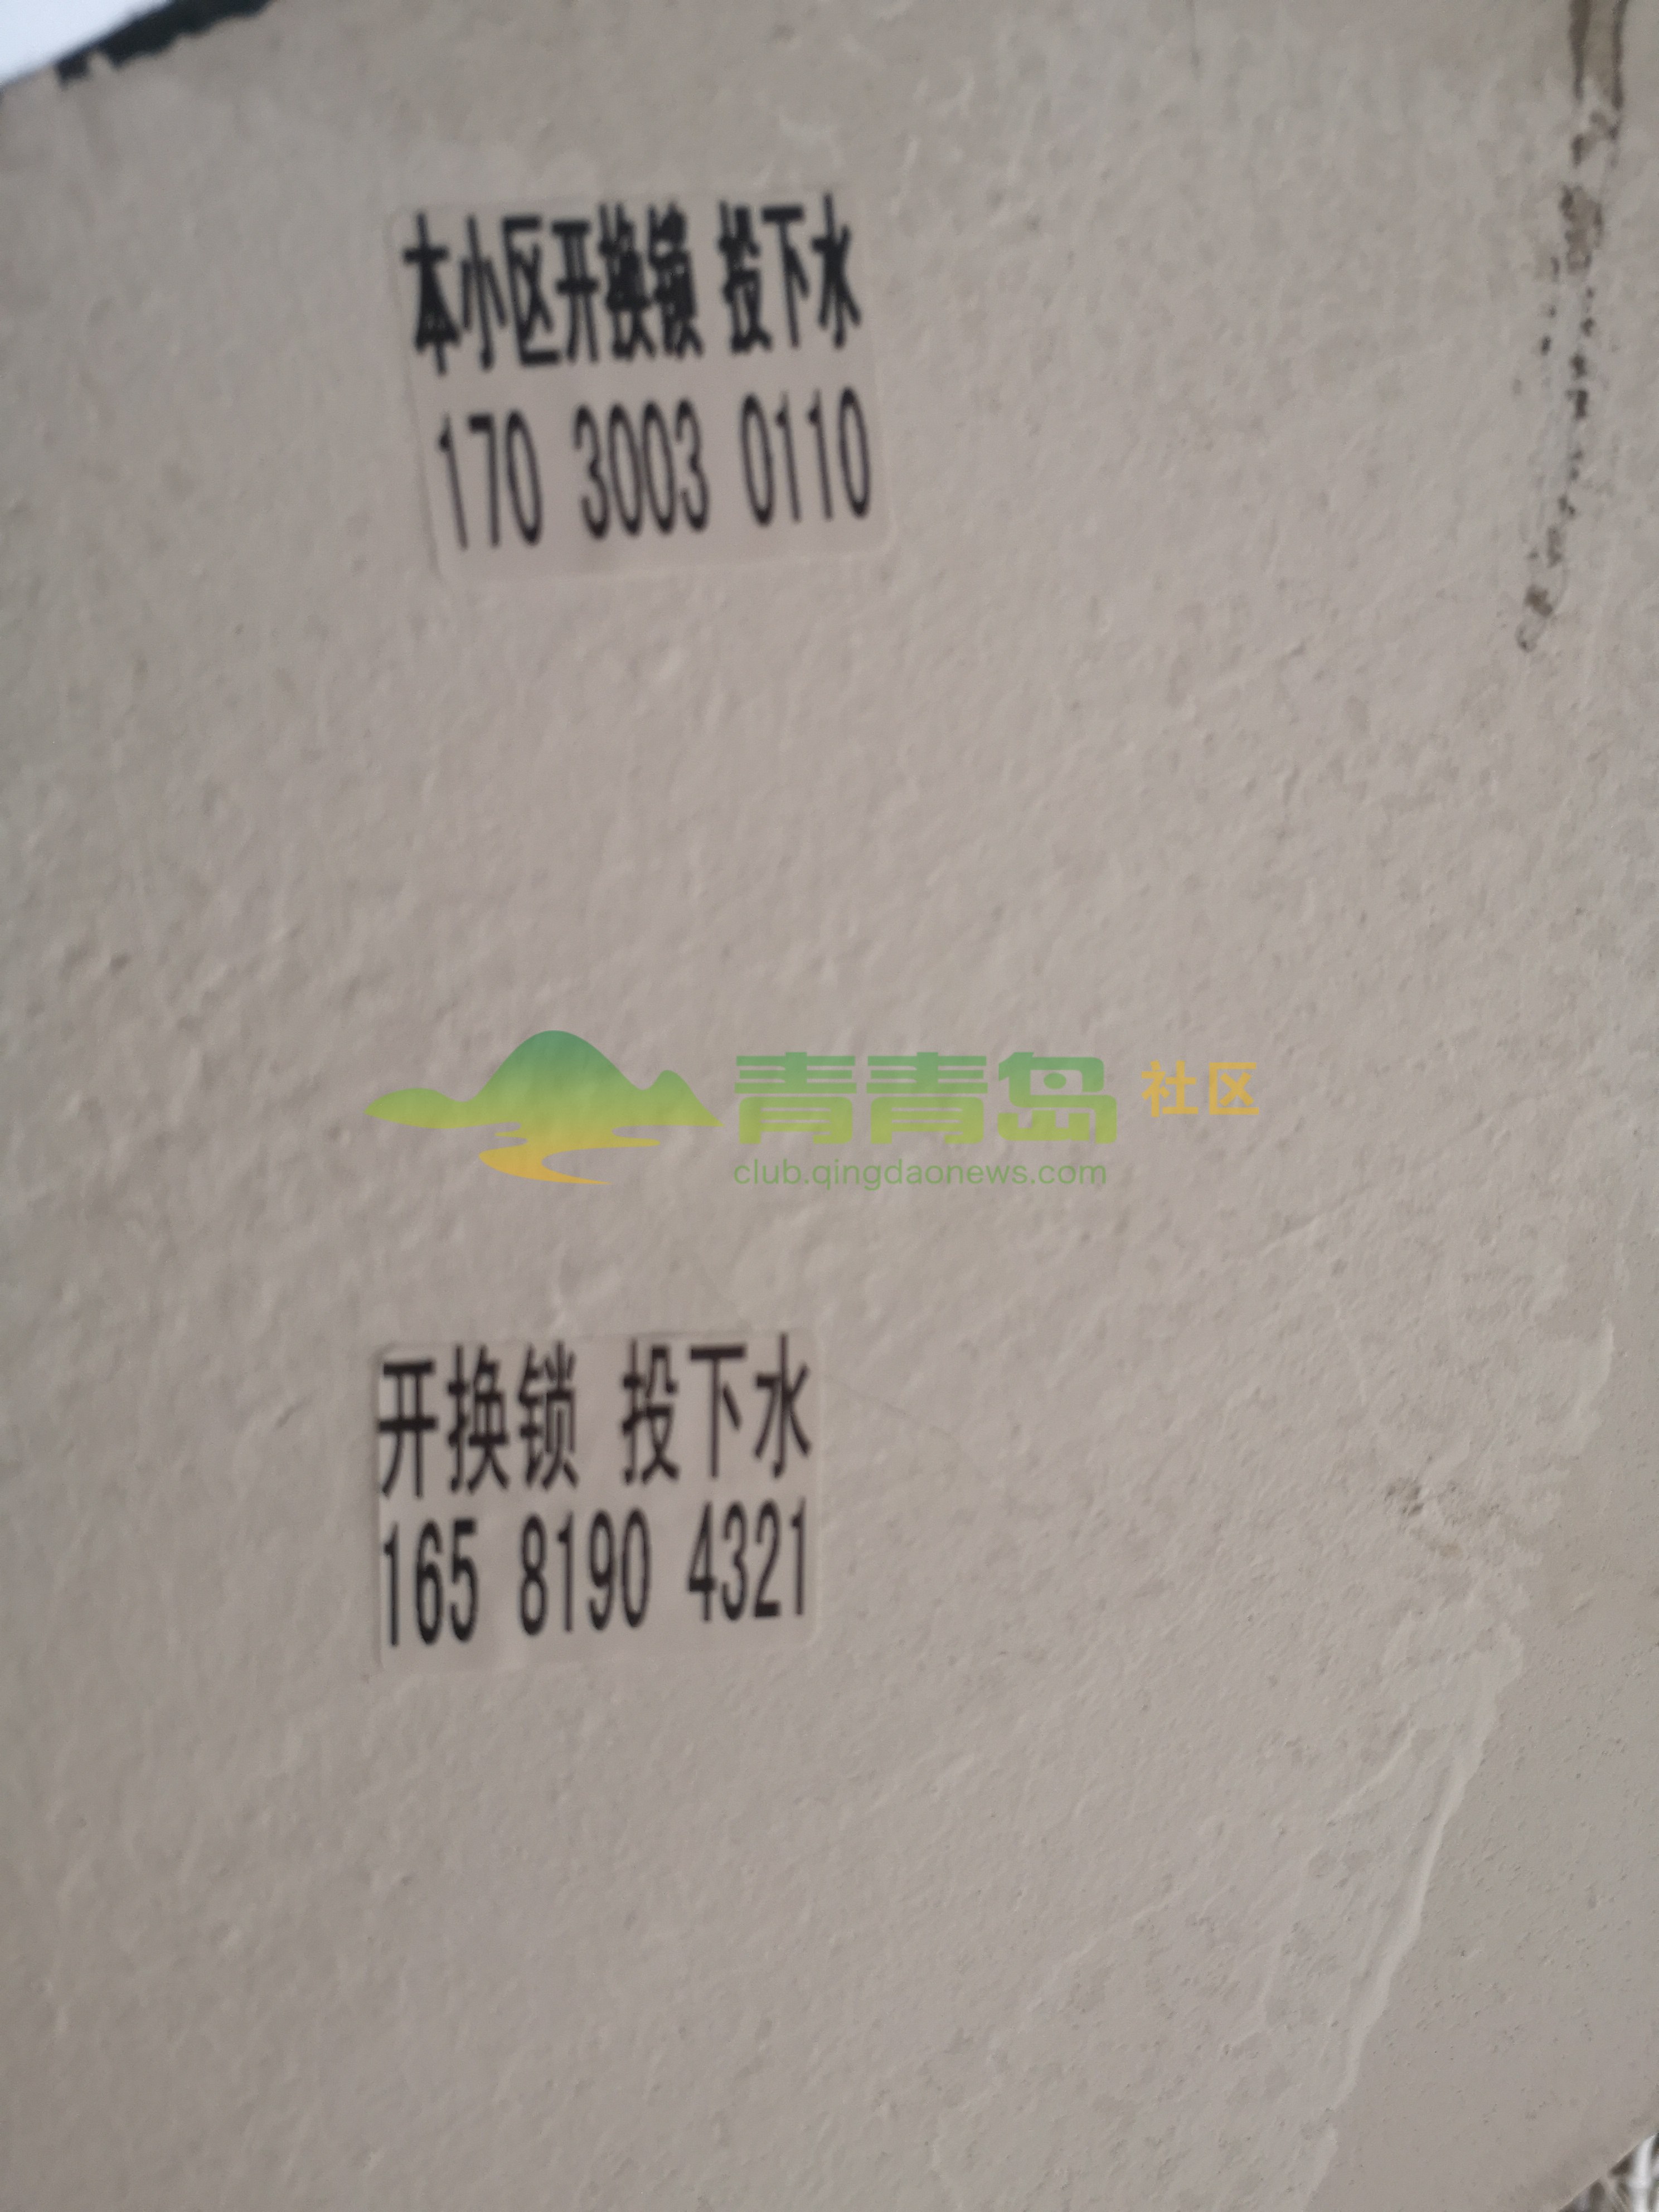 本小区开换锁 投下水
170 3003 0110
青青岛 社区
club.qingdaonews.com
开换锁 投下水
165 8190 4321